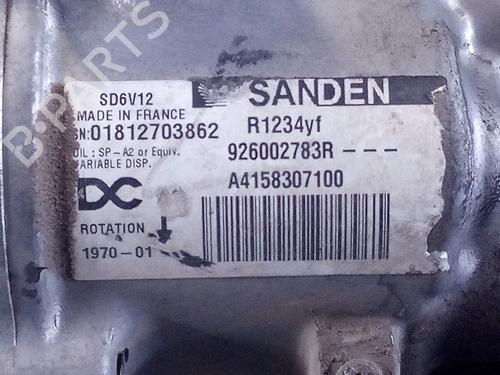 B-PARTS
SD6V12
MADE IN FRANCE
SN:01812703862
OIL : SP-A2 or Equiv.
VARIABLE DISP.
DC
ROTATION
1970-01
SANDEN
R1234yf
926002783R---
A4158307100